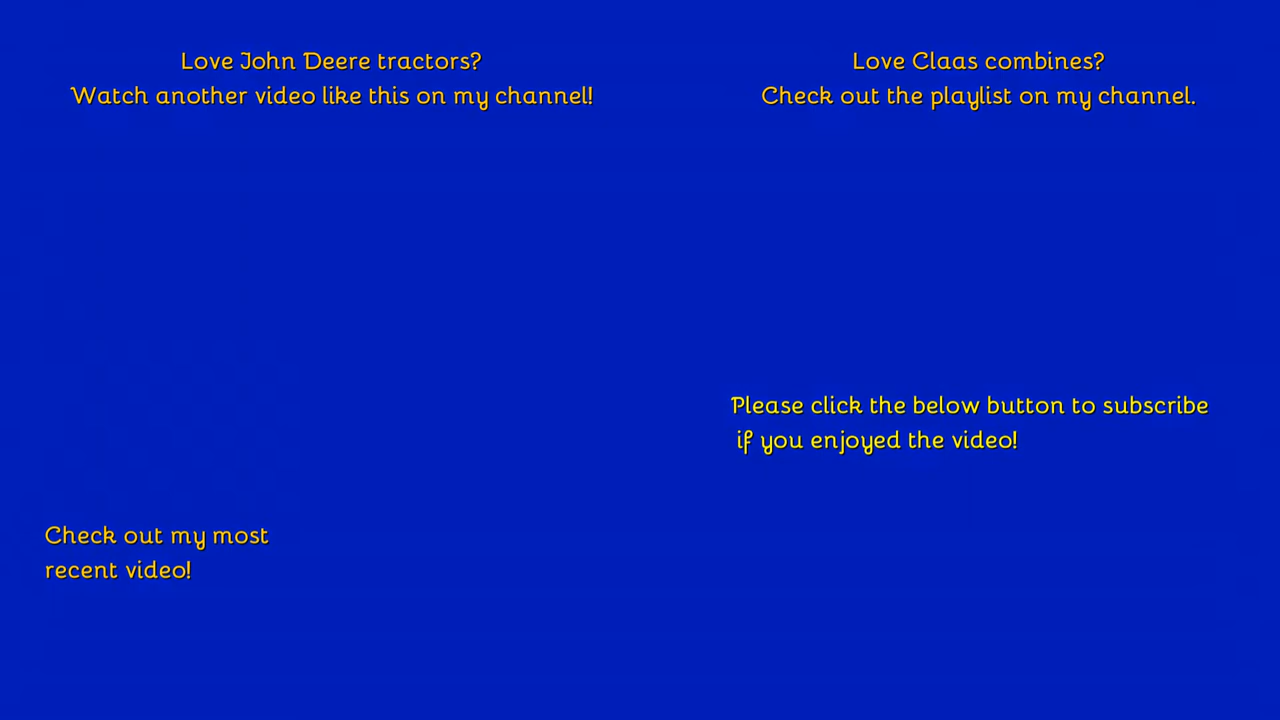 Love John Deere tractors?
Watch another video like this on my channel!
Love Claas combines?
Check out the playlist on my channel.
Please click the below button to subscribe
if you enjoyed the video!
Check out my most
recent video!